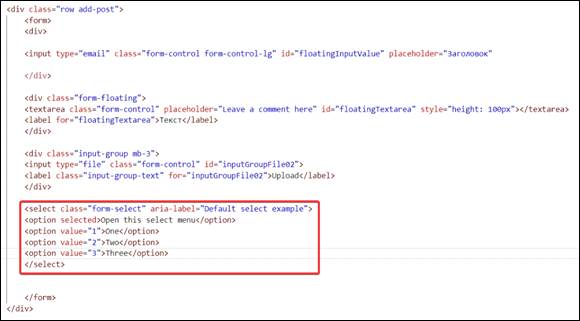 <div class="row add-post">
<form>
<div>
<input type="email" class="form-control form-control-lg" id="floatingInputValue" placeholder="Заголовок"
</div>
<div class="form-floating">
<textarea class="form-control" placeholder="Leave a comment here" id="floatingTextarea" style="height: 100px"></textarea>
<label for="floatingTextarea">Текст</label>
</div>
<div class="input-group mb-3">
<input type="file" class="form-control" id="inputGroupFile02">
<label class="input-group-text" for="inputGroupFile02">Upload</label>
</div>
<select class="form-select" aria-label="Default select example">
<option selected>Open this select menu</option>
<option value="1">One</option>
<option value="2">Two</option>
<option value="3">Three</option>
</select>
</form>
</div>